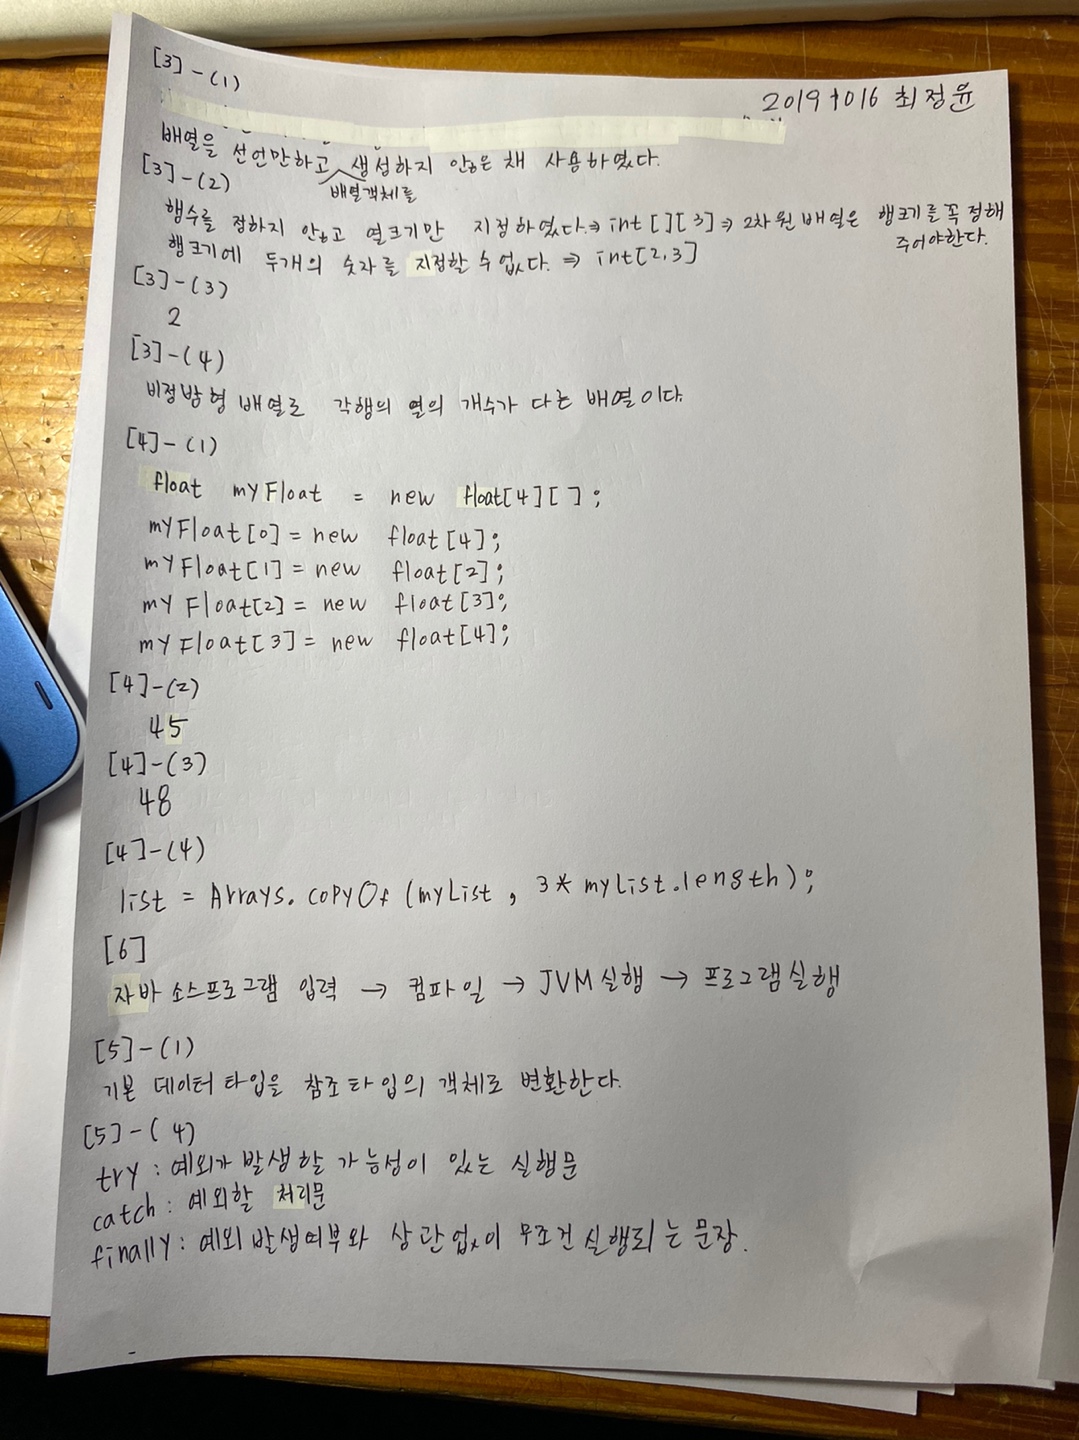 [3]-(1)
2019 1016 최정윤
배열을 선언만하고 생성하지 않은 채 사용하였다.
배열객체를
[3]-(2)
행수를 정하지 않고 열크기만 지정하였다.⇒ int [][3]⇒ 2차원 배열은 행크기를 꼭 정해
주어야한다.
행크기에 두개의 숫자를 지정할 수 없다. ⇒ int[2,3]
[3]-(3)
2
[3]-(4)
비정방형 배열로 각행의 열의 개수가 다른 배열이다.
[4]-(1)
float myFloat = new float[4][];
myFloat[0] = new float[4];
myFloat[1] = new float[2];
myFloat[2] = new float[3];
myFloat[3] = new float[4];
[4]-(2)
45
[4]-(3)
48
[4]-(4)
list = Arrays.copyOf(myList, 3* myList.length);
[6]
자바 소스프로그램 입력 → 컴파일 → JVM 실행 → 프로그램실행
[5]-(1)
기본 데이터타입을 참조타입의 객체로 변환한다.
[5]-(4)
try : 예외가 발생할 가능성이 있는 실행문
catch : 예외할 처리문
finally : 예외 발생여부와 상관없이 무조건 실행되는 문장.